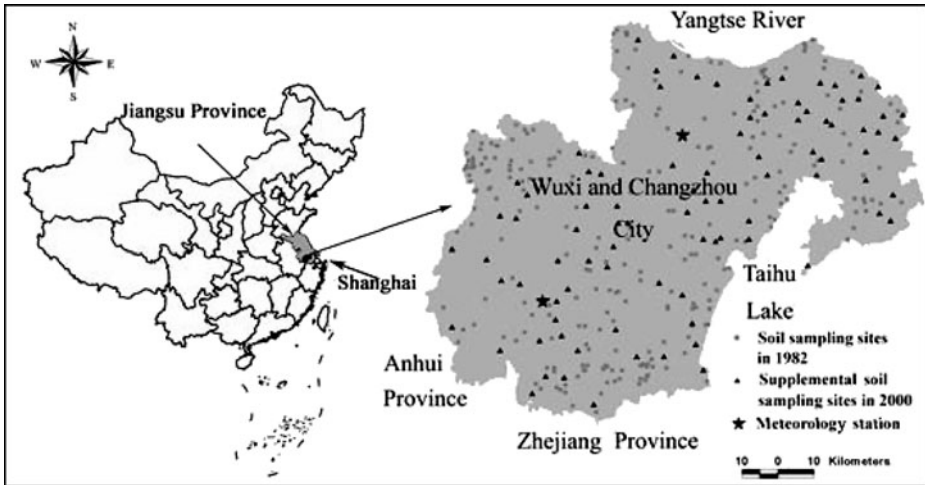 N
W E
S
Jiangsu Province
Shanghai
Yangtse River
Wuxi and Changzhou
City
Taihu
Lake
Anhui
Province
Zhejiang Province
Soil sampling sites
in 1982
Supplemental soil
sampling sites in 2000
Meteorology station
10 0 10 Kilometers